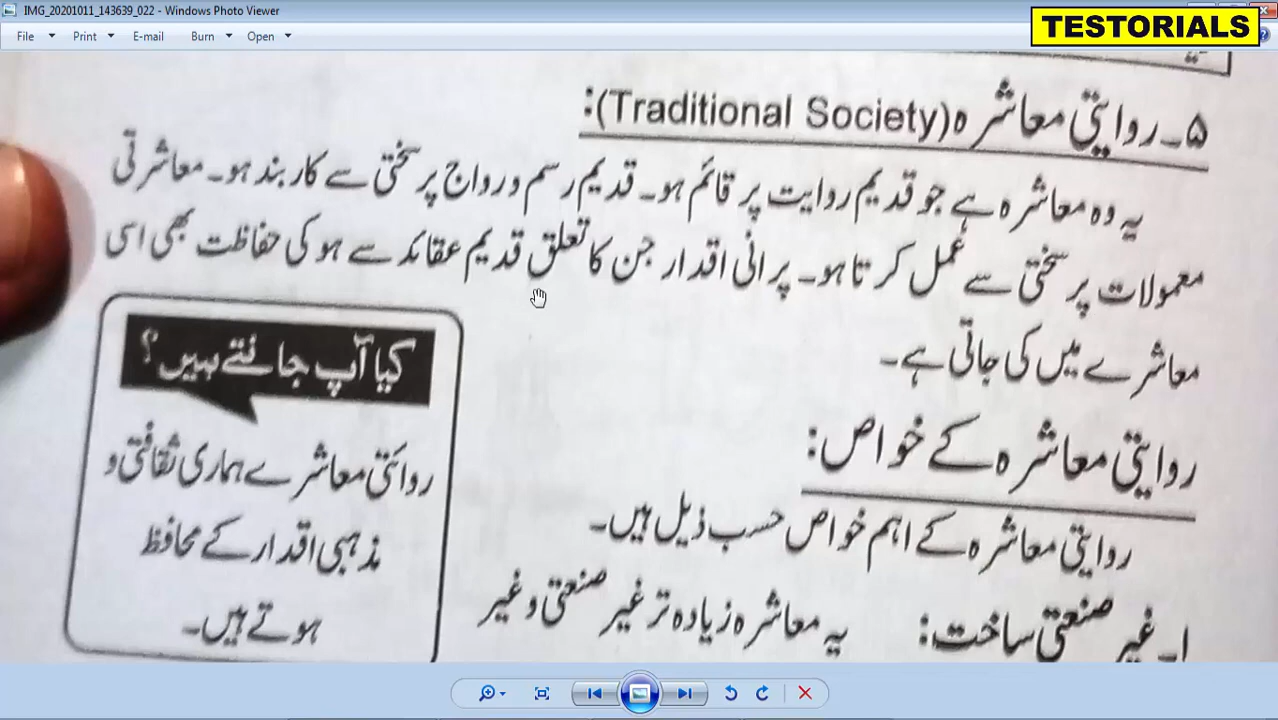 IMG_20201011_143639_022 - Windows Photo Viewer
TESTORIALS
File Print E-mail Burn Open
۵۔ روایتی معاشرہ (Traditional Society):
یہ وہ معاشرہ ہے جو قدیم روایت پر قائم ہو۔ قدیم رسم و رواج پر سختی سے کاربند ہو۔ معاشرتی
معمولات پر سختی سے عمل کرتا ہو۔ پرانی اقدار جن کا تعلق قدیم عقائد سے ہو کی حفاظت بھی اسی
معاشرے میں کی جاتی ہے۔
روایتی معاشرہ کے خواص:
روایتی معاشرہ کے اہم خواص حسب ذیل ہیں۔
۱۔ غیر صنعتی ساخت: یہ معاشرہ زیادہ تر غیر صنعتی و غیر
کیا آپ جانتے ہیں؟
روائتی معاشرے ہماری ثقافتی و
مذہبی اقدار کے محافظ
ہوتے ہیں۔